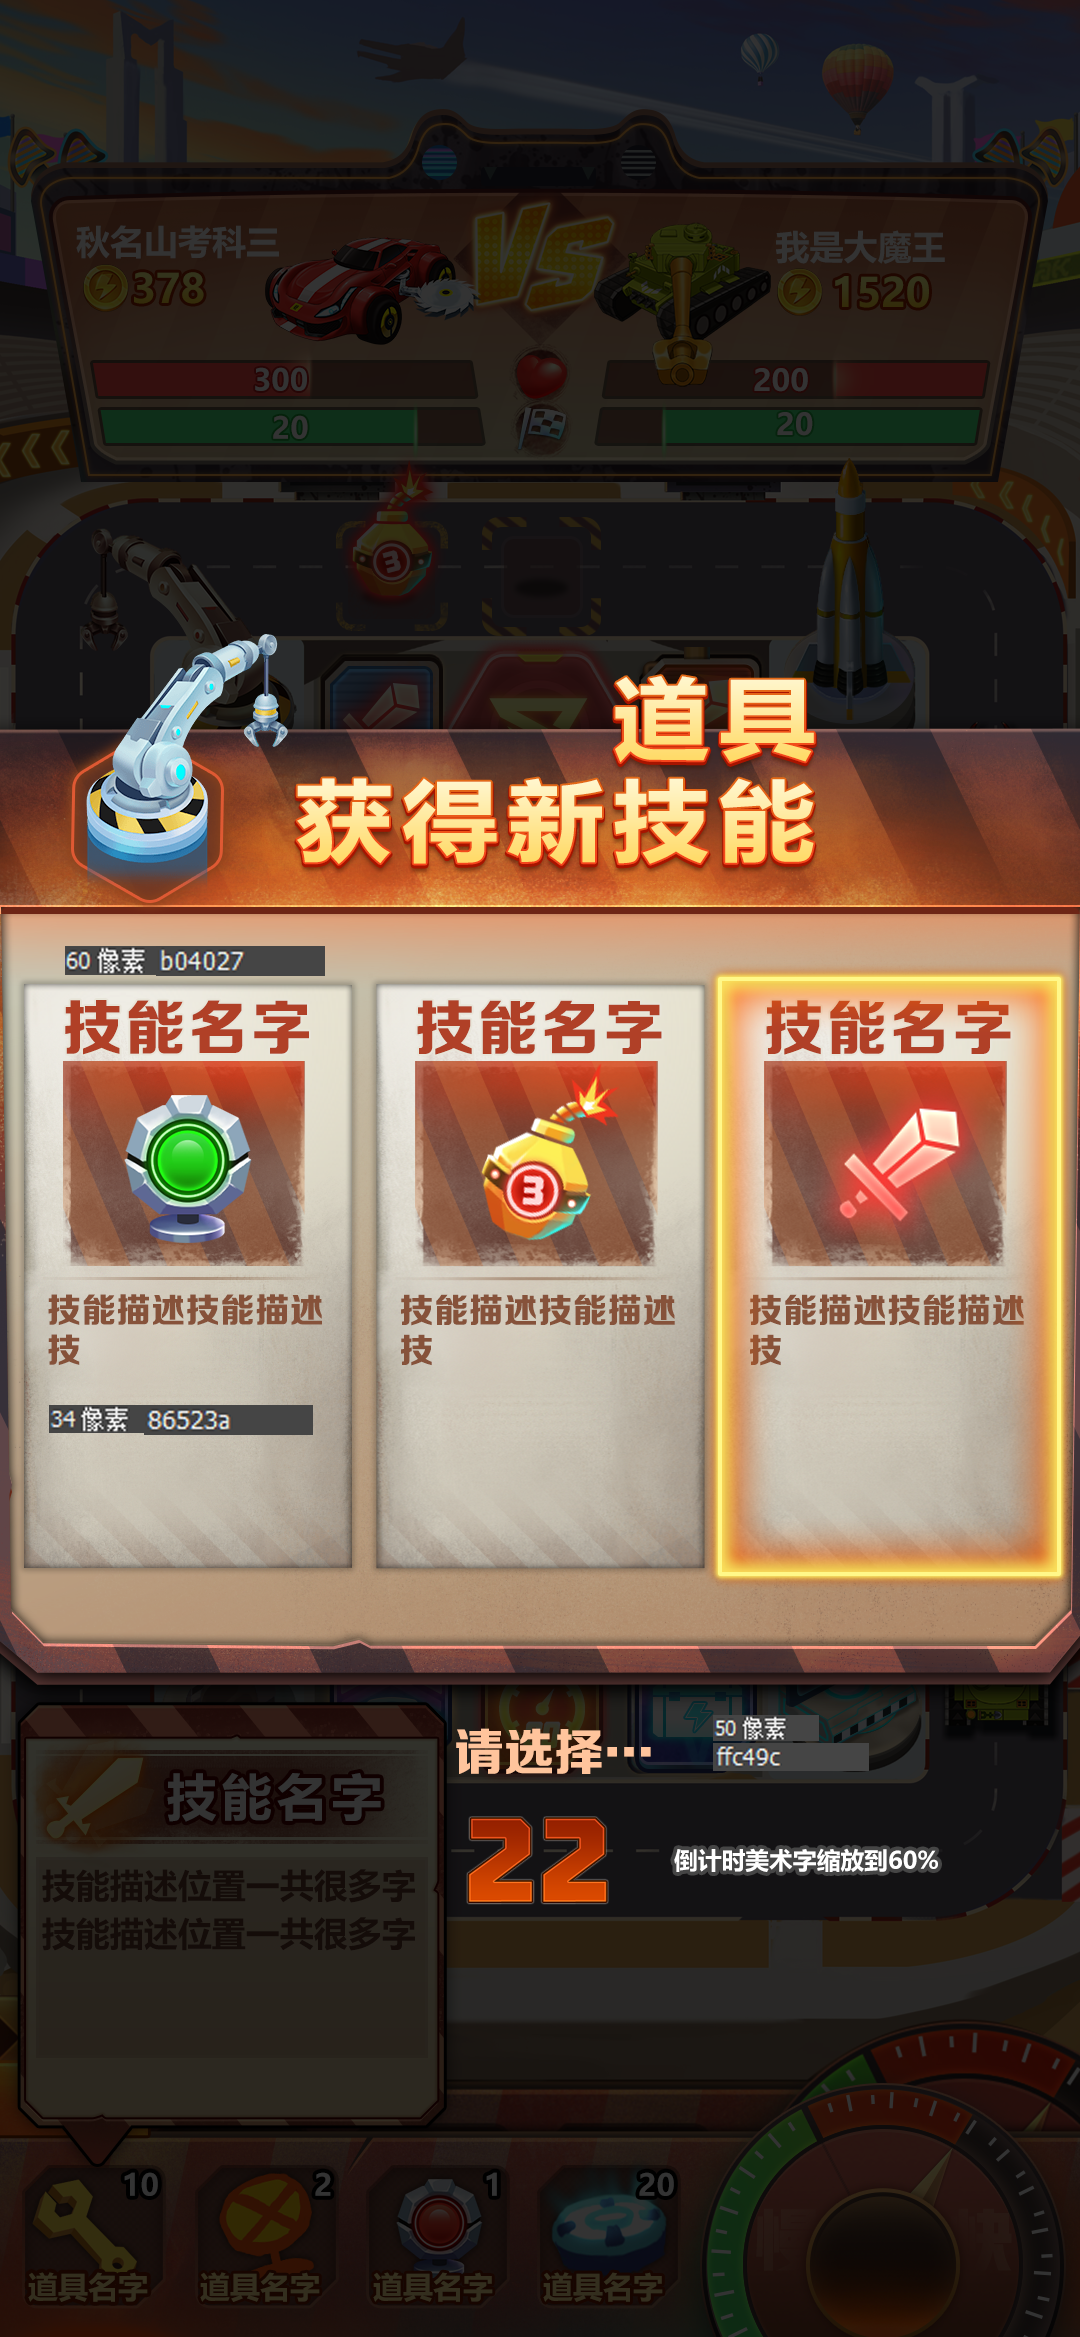 秋名山考科三
378
VS
我是大魔王
1520
300
200
20
20
3
道具
获得新技能
60 像素 b04027
技能名字
技能名字
技能名字
3
技能描述技能描述
技
技能描述技能描述
技
技能描述技能描述
技
34 像素 86523a
请选择...
50 像素
ffc49c
22
倒计时美术字缩放到60%
技能名字
技能描述位置一共很多字
技能描述位置一共很多字
10
2
1
20
道具名字
道具名字
道具名字
道具名字